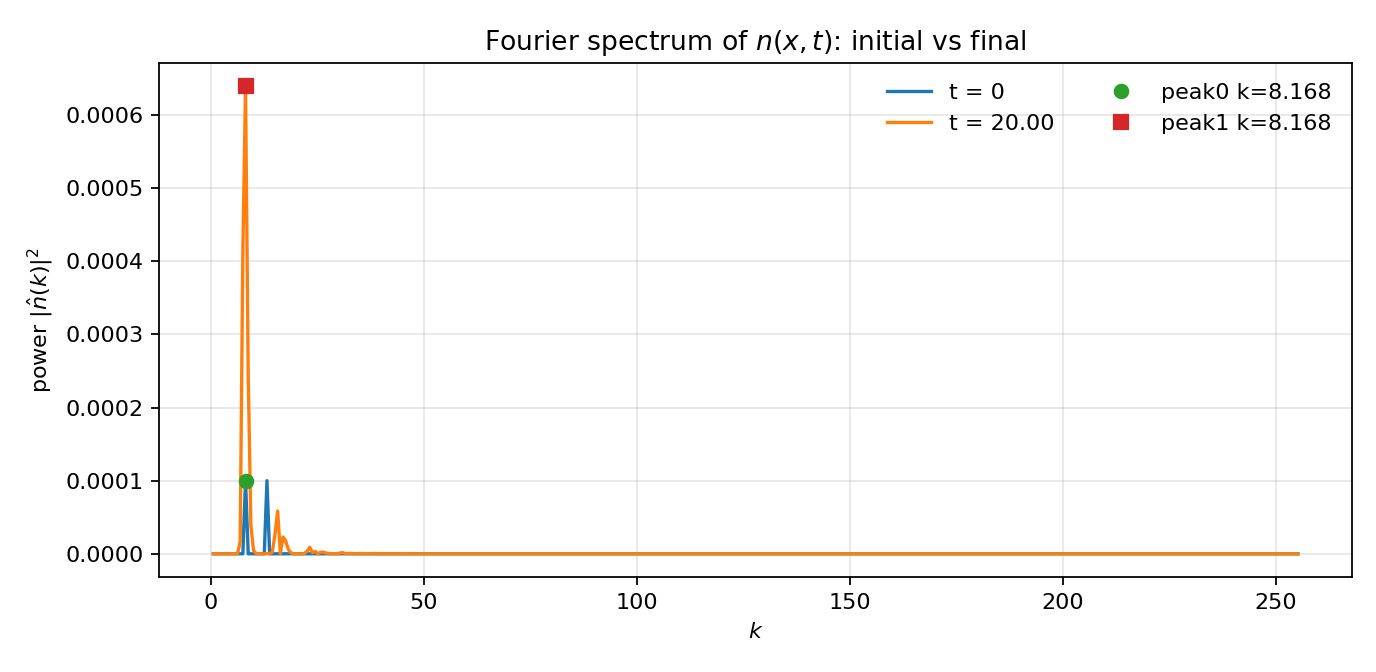 Fourier spectrum of n(x, t): initial vs final
t = 0
t = 20.00
peak0 k=8.168
peak1 k=8.168
power |n̂(k)|²
0.0006
0.0005
0.0004
0.0003
0.0002
0.0001
0.0000
0
50
100
150
200
250
k